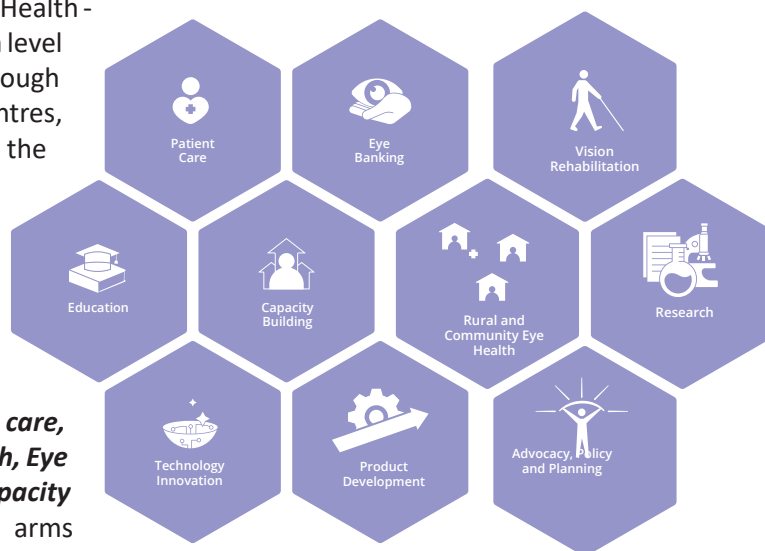 Health -
level
ough
ntres,
the
care,
h, Eye
pacity
arms
Patient
Care
Eye
Banking
Vision
Rehabilitation
Education
Capacity
Building
Rural and
Community Eye
Health
Research
Technology
Innovation
Product
Development
Advocacy, Policy
and Planning